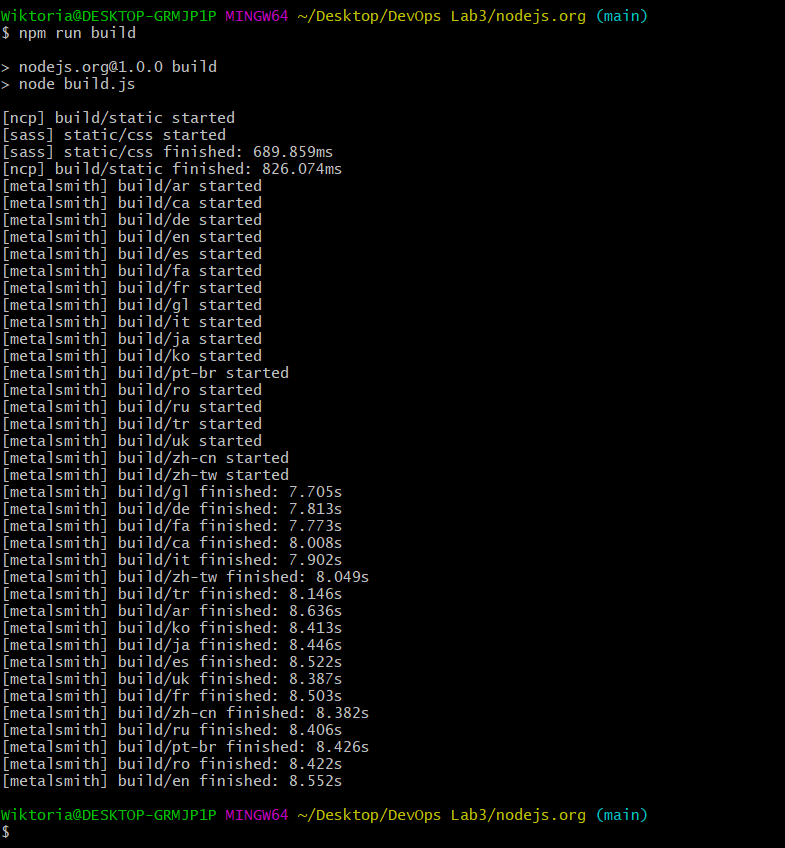 Wiktoria@DESKTOP-GRMJP1P MINGW64 ~/Desktop/DevOps Lab3/nodejs.org (main)
$ npm run build
> nodejs.org@1.0.0 build
> node build.js
[ncp] build/static started
[sass] static/css started
[sass] static/css finished: 689.859ms
[ncp] build/static finished: 826.074ms
[metalsmith] build/ar started
[metalsmith] build/ca started
[metalsmith] build/de started
[metalsmith] build/en started
[metalsmith] build/es started
[metalsmith] build/fa started
[metalsmith] build/fr started
[metalsmith] build/gl started
[metalsmith] build/it started
[metalsmith] build/ja started
[metalsmith] build/ko started
[metalsmith] build/pt-br started
[metalsmith] build/ro started
[metalsmith] build/ru started
[metalsmith] build/tr started
[metalsmith] build/uk started
[metalsmith] build/zh-cn started
[metalsmith] build/zh-tw started
[metalsmith] build/gl finished: 7.705s
[metalsmith] build/de finished: 7.813s
[metalsmith] build/fa finished: 7.773s
[metalsmith] build/ca finished: 8.008s
[metalsmith] build/it finished: 7.902s
[metalsmith] build/zh-tw finished: 8.049s
[metalsmith] build/tr finished: 8.146s
[metalsmith] build/ar finished: 8.636s
[metalsmith] build/ko finished: 8.413s
[metalsmith] build/ja finished: 8.446s
[metalsmith] build/es finished: 8.522s
[metalsmith] build/uk finished: 8.387s
[metalsmith] build/fr finished: 8.503s
[metalsmith] build/zh-cn finished: 8.382s
[metalsmith] build/ru finished: 8.406s
[metalsmith] build/pt-br finished: 8.426s
[metalsmith] build/ro finished: 8.422s
[metalsmith] build/en finished: 8.552s
Wiktoria@DESKTOP-GRMJP1P MINGW64 ~/Desktop/DevOps Lab3/nodejs.org (main)
$